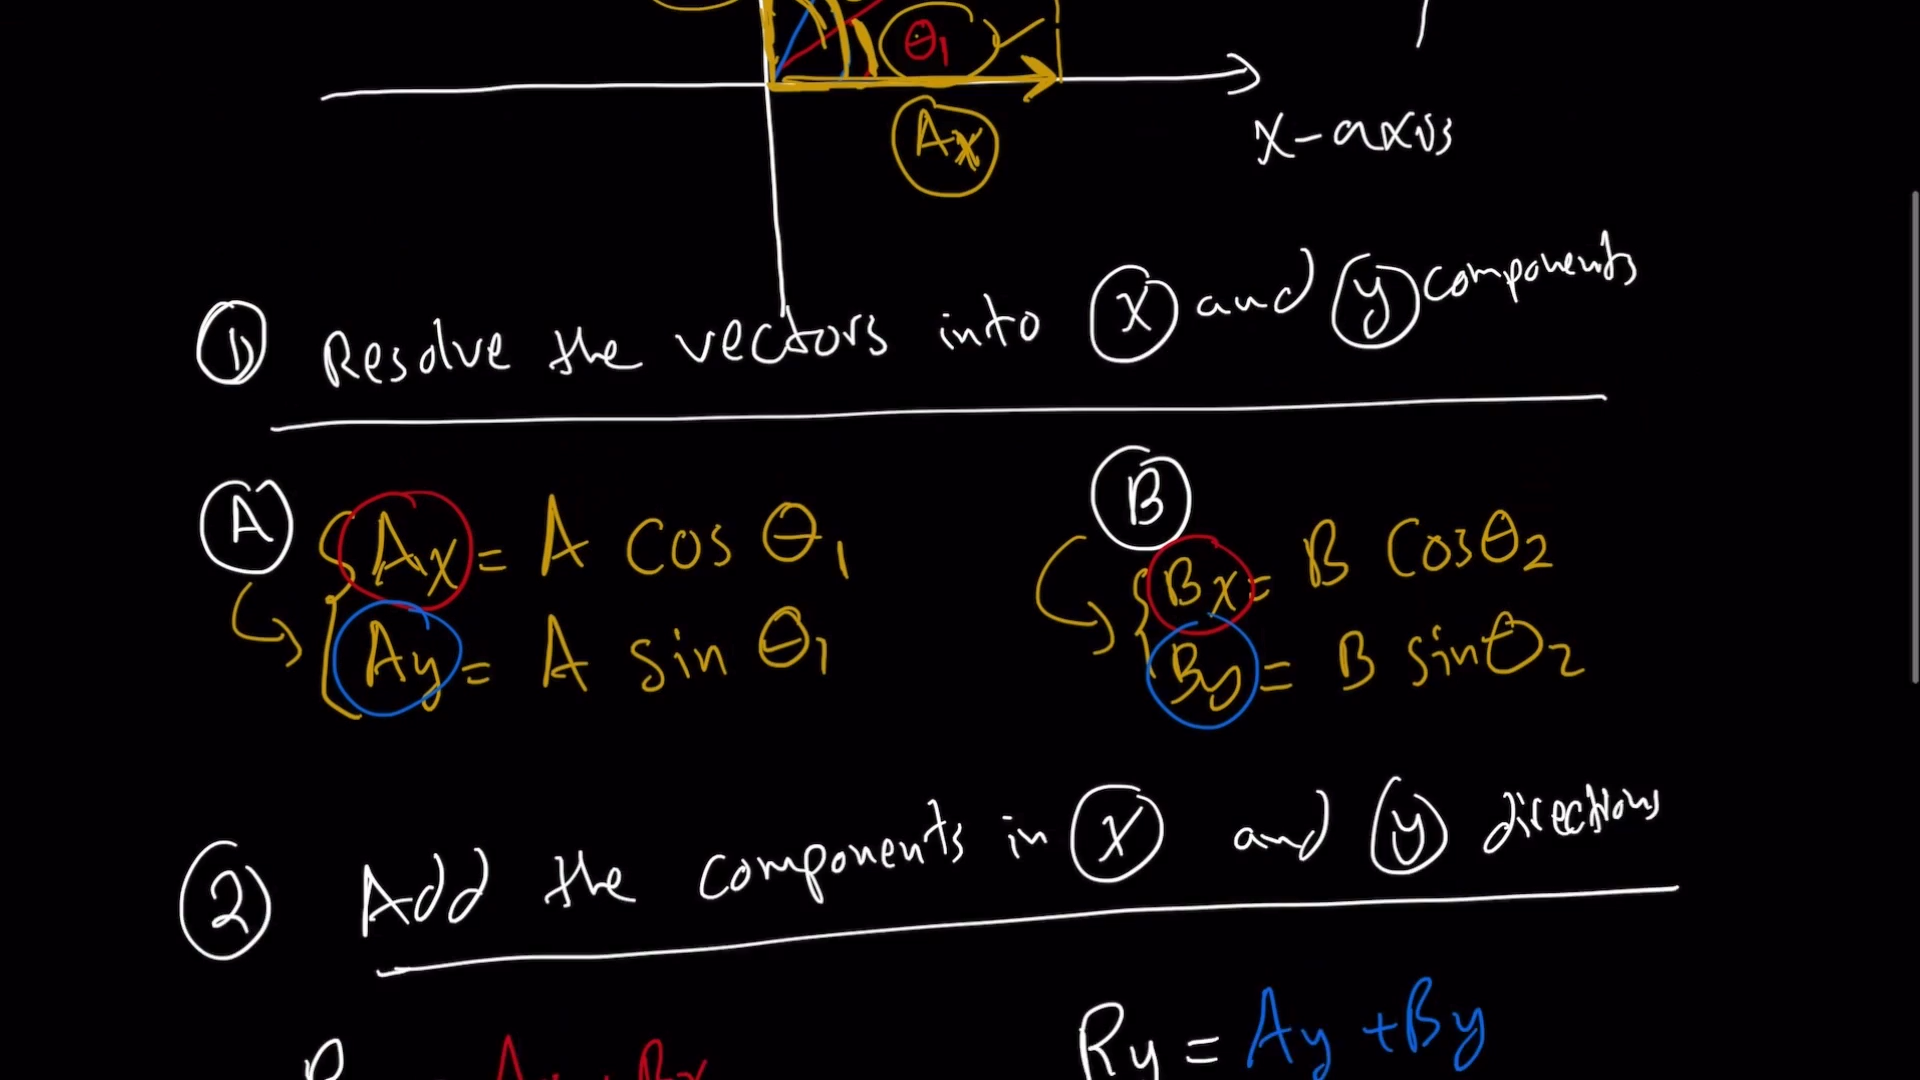 θ1
Ax
x-axis
① Resolve the vectors into x and y components
A
Ax = A cos θ1
Ay = A sin θ1
B
Bx = B cosθ2
By = B sinθ2
② Add the components in x and y directions
Ry = Ay + By